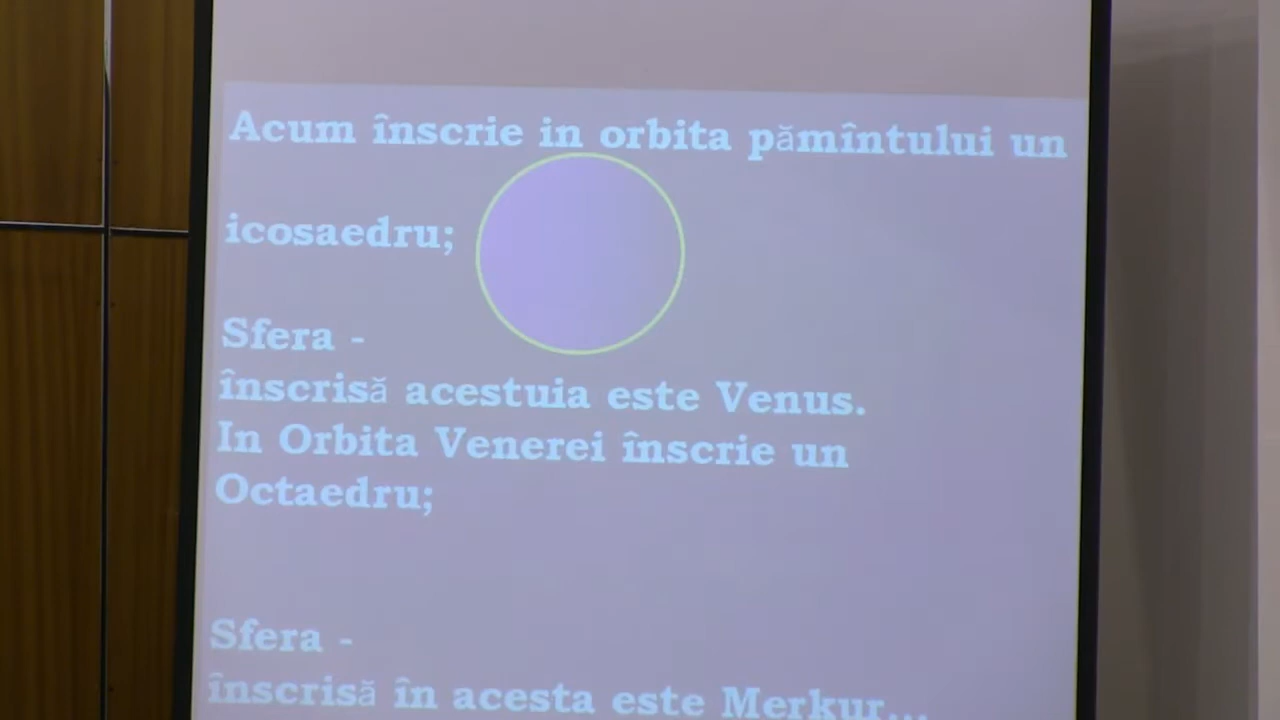 Acum înscrie in orbita pămîntului un
icosaedru;
Sfera -
înscrisă acestuia este Venus.
In Orbita Venerei înscrie un
Octaedru;
Sfera -
înscrisă în acesta este Merkur...